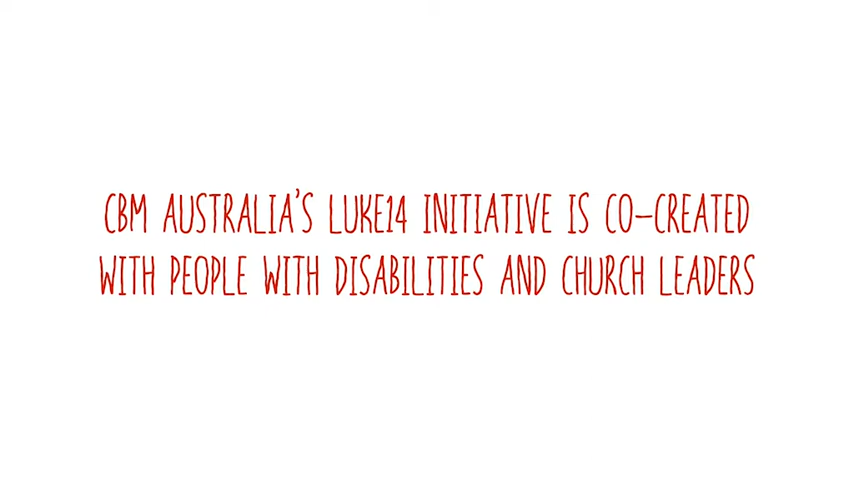 CBM AUSTRALIA'S LUKE14 INITIATIVE IS CO-CREATED
WITH PEOPLE WITH DISABILITIES AND CHURCH LEADERS